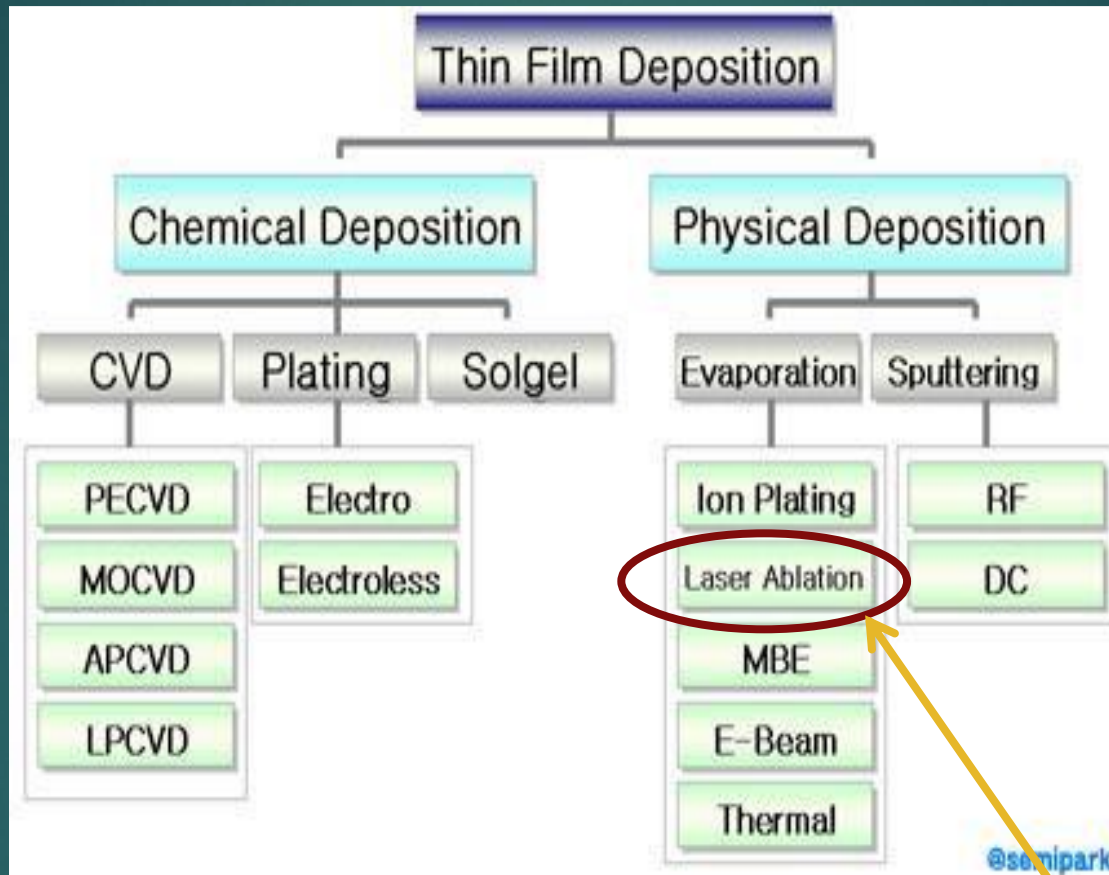 Thin Film Deposition
Chemical Deposition
Physical Deposition
CVD
Plating
Solgel
Evaporation
Sputtering
PECVD
MOCVD
APCVD
LPCVD
Electro
Electroless
Ion Plating
Laser Ablation
MBE
E-Beam
Thermal
RF
DC
@semipark